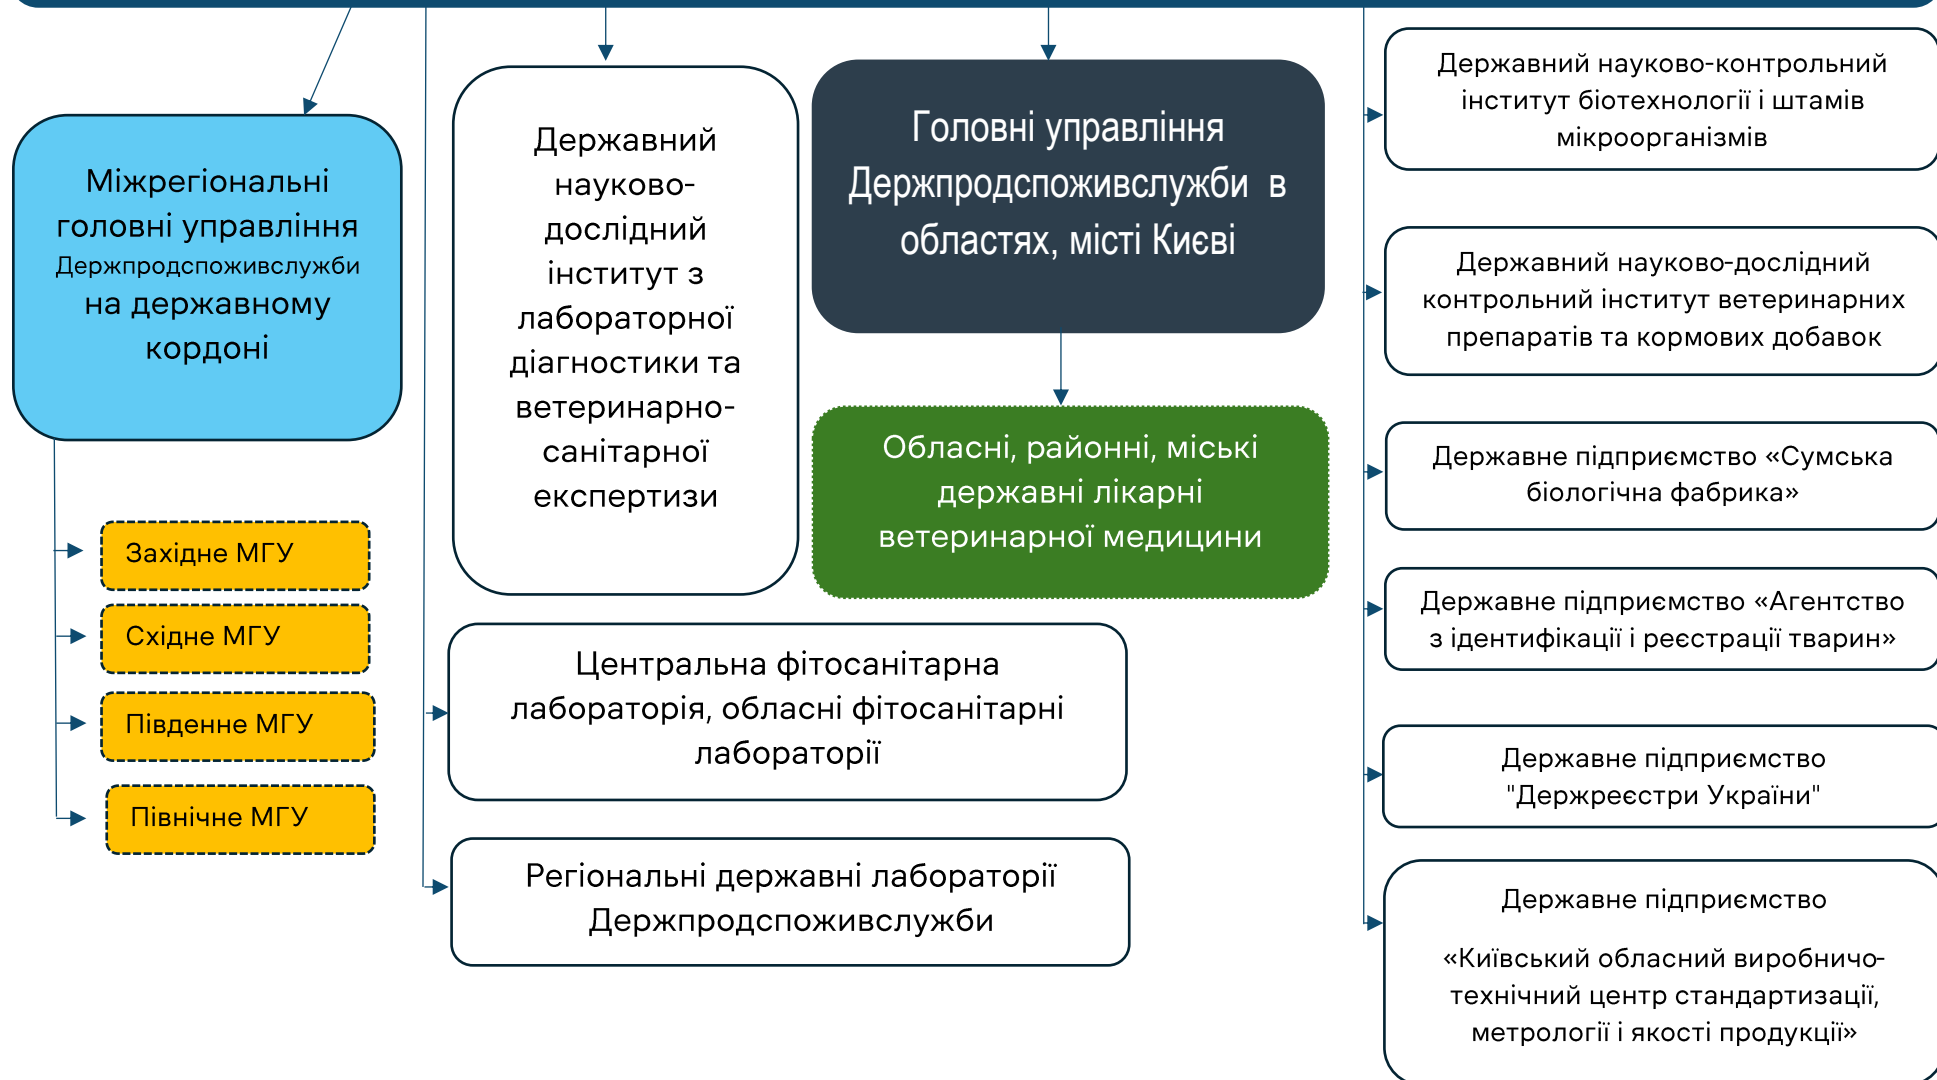 Міжрегіональні
головні управління
Держпродспоживслужби
на державному
кордоні
Західне МГУ
Східне МГУ
Південне МГУ
Північне МГУ
Державний
науково-
дослідний
інститут з
лабораторної
діагностики та
ветеринарно-
санітарної
експертизи
Головні управління
Держпродспоживслужби в
областях, місті Києві
Обласні, районні, міські
державні лікарні
ветеринарної медицини
Центральна фітосанітарна
лабораторія, обласні фітосанітарні
лабораторії
Регіональні державні лабораторії
Держпродспоживслужби
Державний науково-контрольний
інститут біотехнології і штамів
мікроорганізмів
Державний науково-дослідний
контрольний інститут ветеринарних
препаратів та кормових добавок
Державне підприємство «Сумська
біологічна фабрика»
Державне підприємство «Агентство
з ідентифікації і реєстрації тварин»
Державне підприємство
"Держреєстри України"
Державне підприємство
«Київський обласний виробничо-
технічний центр стандартизації,
метрології і якості продукції»